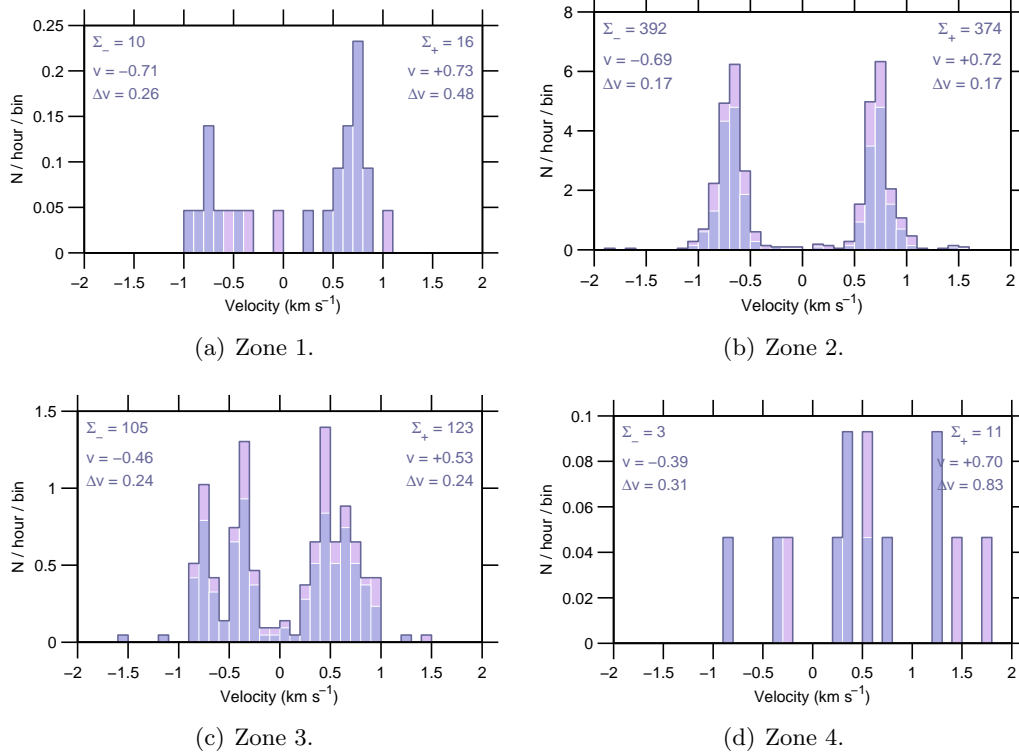 Σ₋ = 10
v = −0.71
Δv = 0.26
Σ₊ = 16
v = +0.73
Δv = 0.48
N / hour / bin
0.25
0.2
0.15
0.1
0.05
0
−2 −1.5 −1 −0.5 0 0.5 1 1.5 2
Velocity (km s⁻¹)
(a) Zone 1.
Σ₋ = 392
v = −0.69
Δv = 0.17
Σ₊ = 374
v = +0.72
Δv = 0.17
N / hour / bin
8
6
4
2
0
−2 −1.5 −1 −0.5 0 0.5 1 1.5 2
Velocity (km s⁻¹)
(b) Zone 2.
Σ₋ = 105
v = −0.46
Δv = 0.24
Σ₊ = 123
v = +0.53
Δv = 0.24
N / hour / bin
1.5
1
0.5
0
−2 −1.5 −1 −0.5 0 0.5 1 1.5 2
Velocity (km s⁻¹)
(c) Zone 3.
Σ₋ = 3
v = −0.39
Δv = 0.31
Σ₊ = 11
v = +0.70
Δv = 0.83
N / hour / bin
0.1
0.08
0.06
0.04
0.02
0
−2 −1.5 −1 −0.5 0 0.5 1 1.5 2
Velocity (km s⁻¹)
(d) Zone 4.